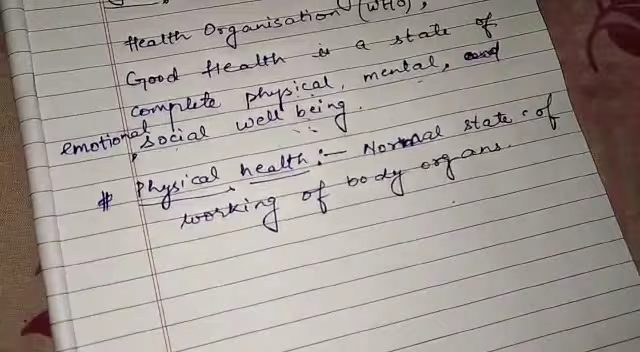 Health Organisation (WHO),
Good Health is a state of
complete physical, mental, and
emotional, social well being.
# Physical health :- Normal state of
working of body organs.